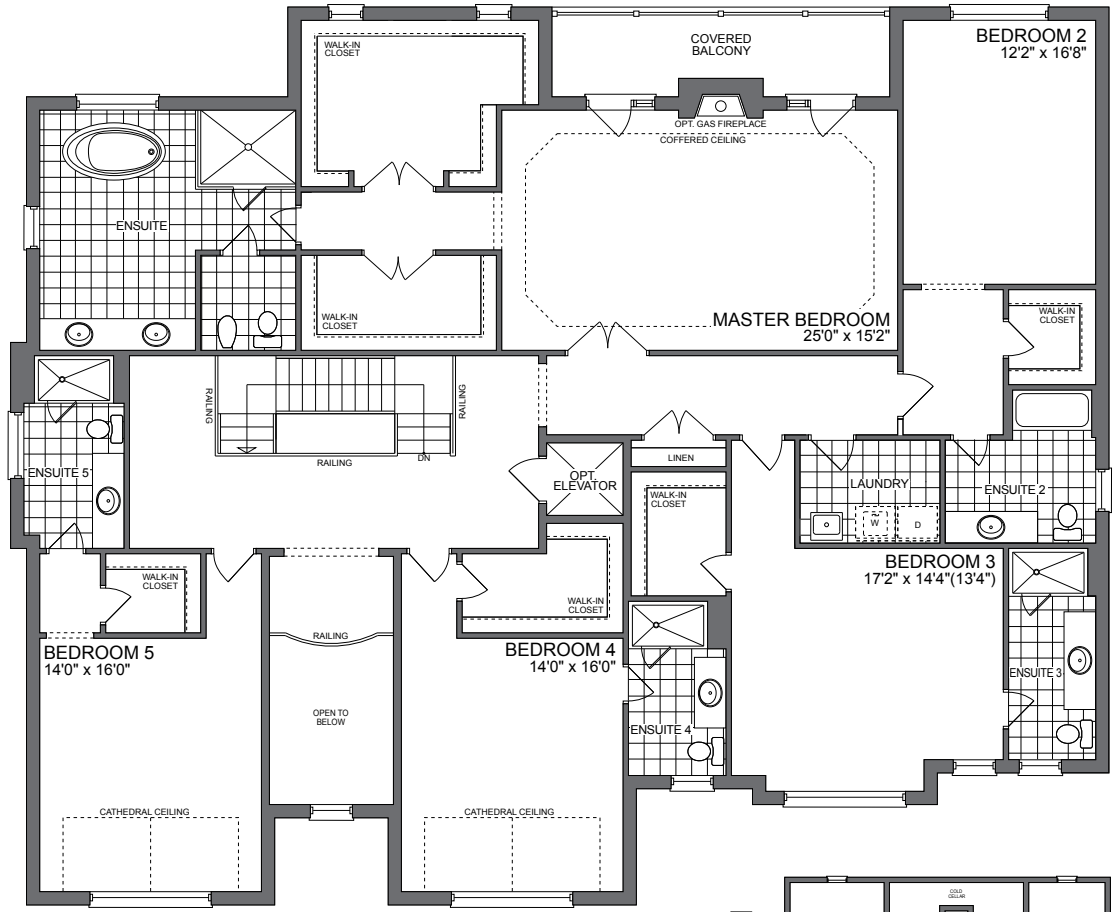 WALK-IN
CLOSET
COVERED
BALCONY
BEDROOM 2
12'2" x 16'8"
OPT. GAS FIREPLACE
COFFERED CEILING
ENSUITE
WALK-IN
CLOSET
MASTER BEDROOM
25'0" x 15'2"
WALK-IN
CLOSET
RAILING
RAILING
RAILING
DN
ENSUITE 5
OPT.
ELEVATOR
LINEN
WALK-IN
CLOSET
LAUNDRY
W
D
ENSUITE 2
WALK-IN
CLOSET
WALK-IN
CLOSET
BEDROOM 3
17'2" x 14'4"(13'4")
BEDROOM 5
14'0" x 16'0"
RAILING
BEDROOM 4
14'0" x 16'0"
ENSUITE 3
OPEN TO
BELOW
ENSUITE 4
CATHEDRAL CEILING
CATHEDRAL CEILING
COLD
CELLAR